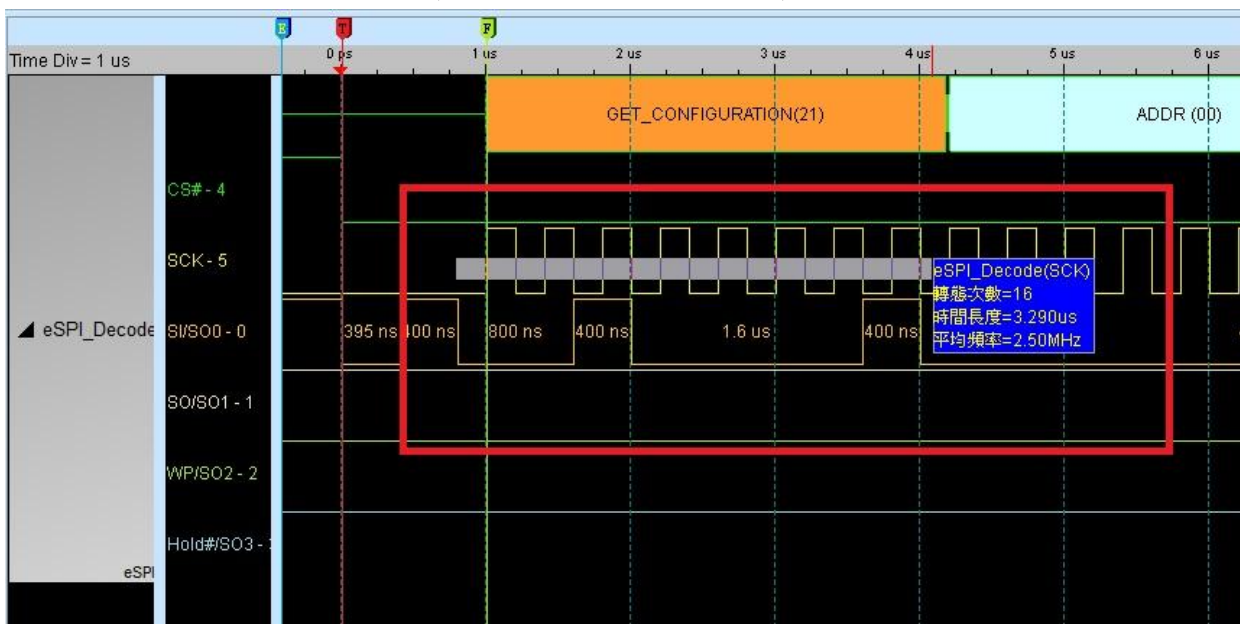 E T F
Time Div = 1 us 0 ps 1 us 2 us 3 us 4 us 5 us 6 us
GET_CONFIGURATION(21) ADDR (00)
CS# - 4
SCK - 5
eSPI_Decode(SCK)
轉態次數=16
時間長度=3.290us
平均頻率=2.50MHz
eSPI_Decode SI/SO0 - 0 395 ns 400 ns 800 ns 400 ns 1.6 us 400 ns
SO/SO1 - 1
WP/SO2 - 2
Hold#/SO3 -
eSPI